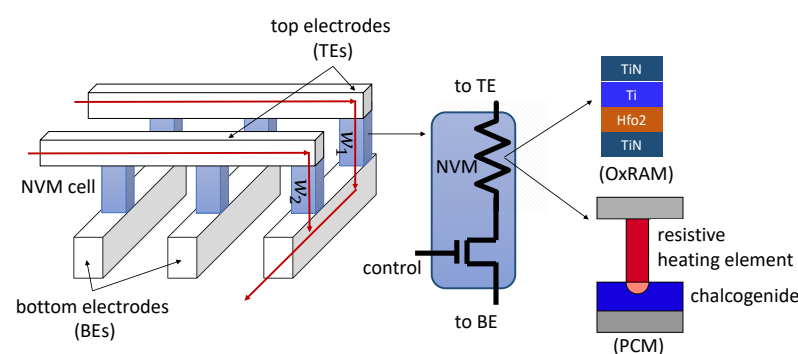 top electrodes
(TEs)
W1
W2
NVM cell
bottom electrodes
(BEs)
to TE
NVM
control
to BE
TiN
Ti
Hfo2
TiN
(OxRAM)
resistive
heating element
chalcogenide
(PCM)